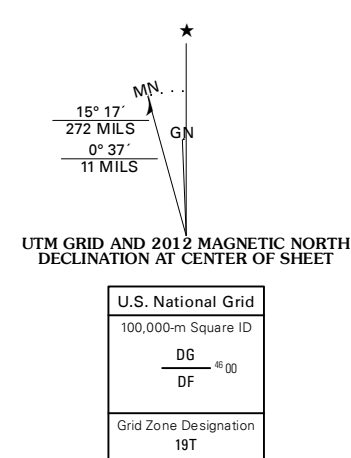 ★
MN
15° 17´
272 MILS
GN
0° 37´
11 MILS
UTM GRID AND 2012 MAGNETIC NORTH
DECLINATION AT CENTER OF SHEET
U.S. National Grid
100,000-m Square ID
DG
46 00
DF
Grid Zone Designation
19T